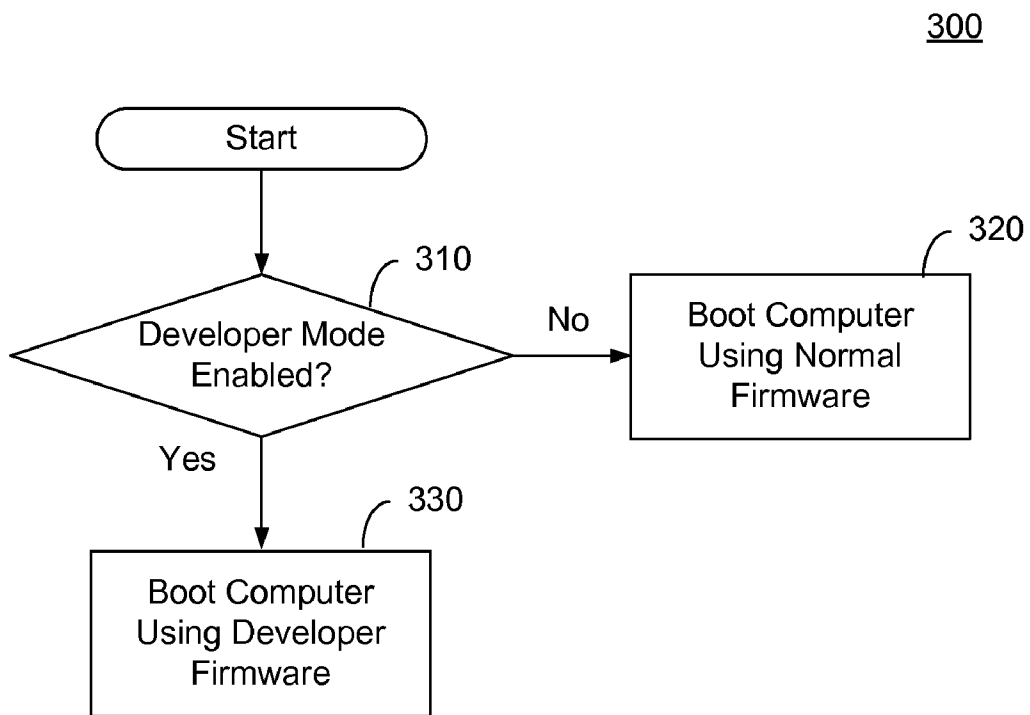 300
Start
310
Developer Mode
Enabled?
No
320
Boot Computer
Using Normal
Firmware
Yes
330
Boot Computer
Using Developer
Firmware